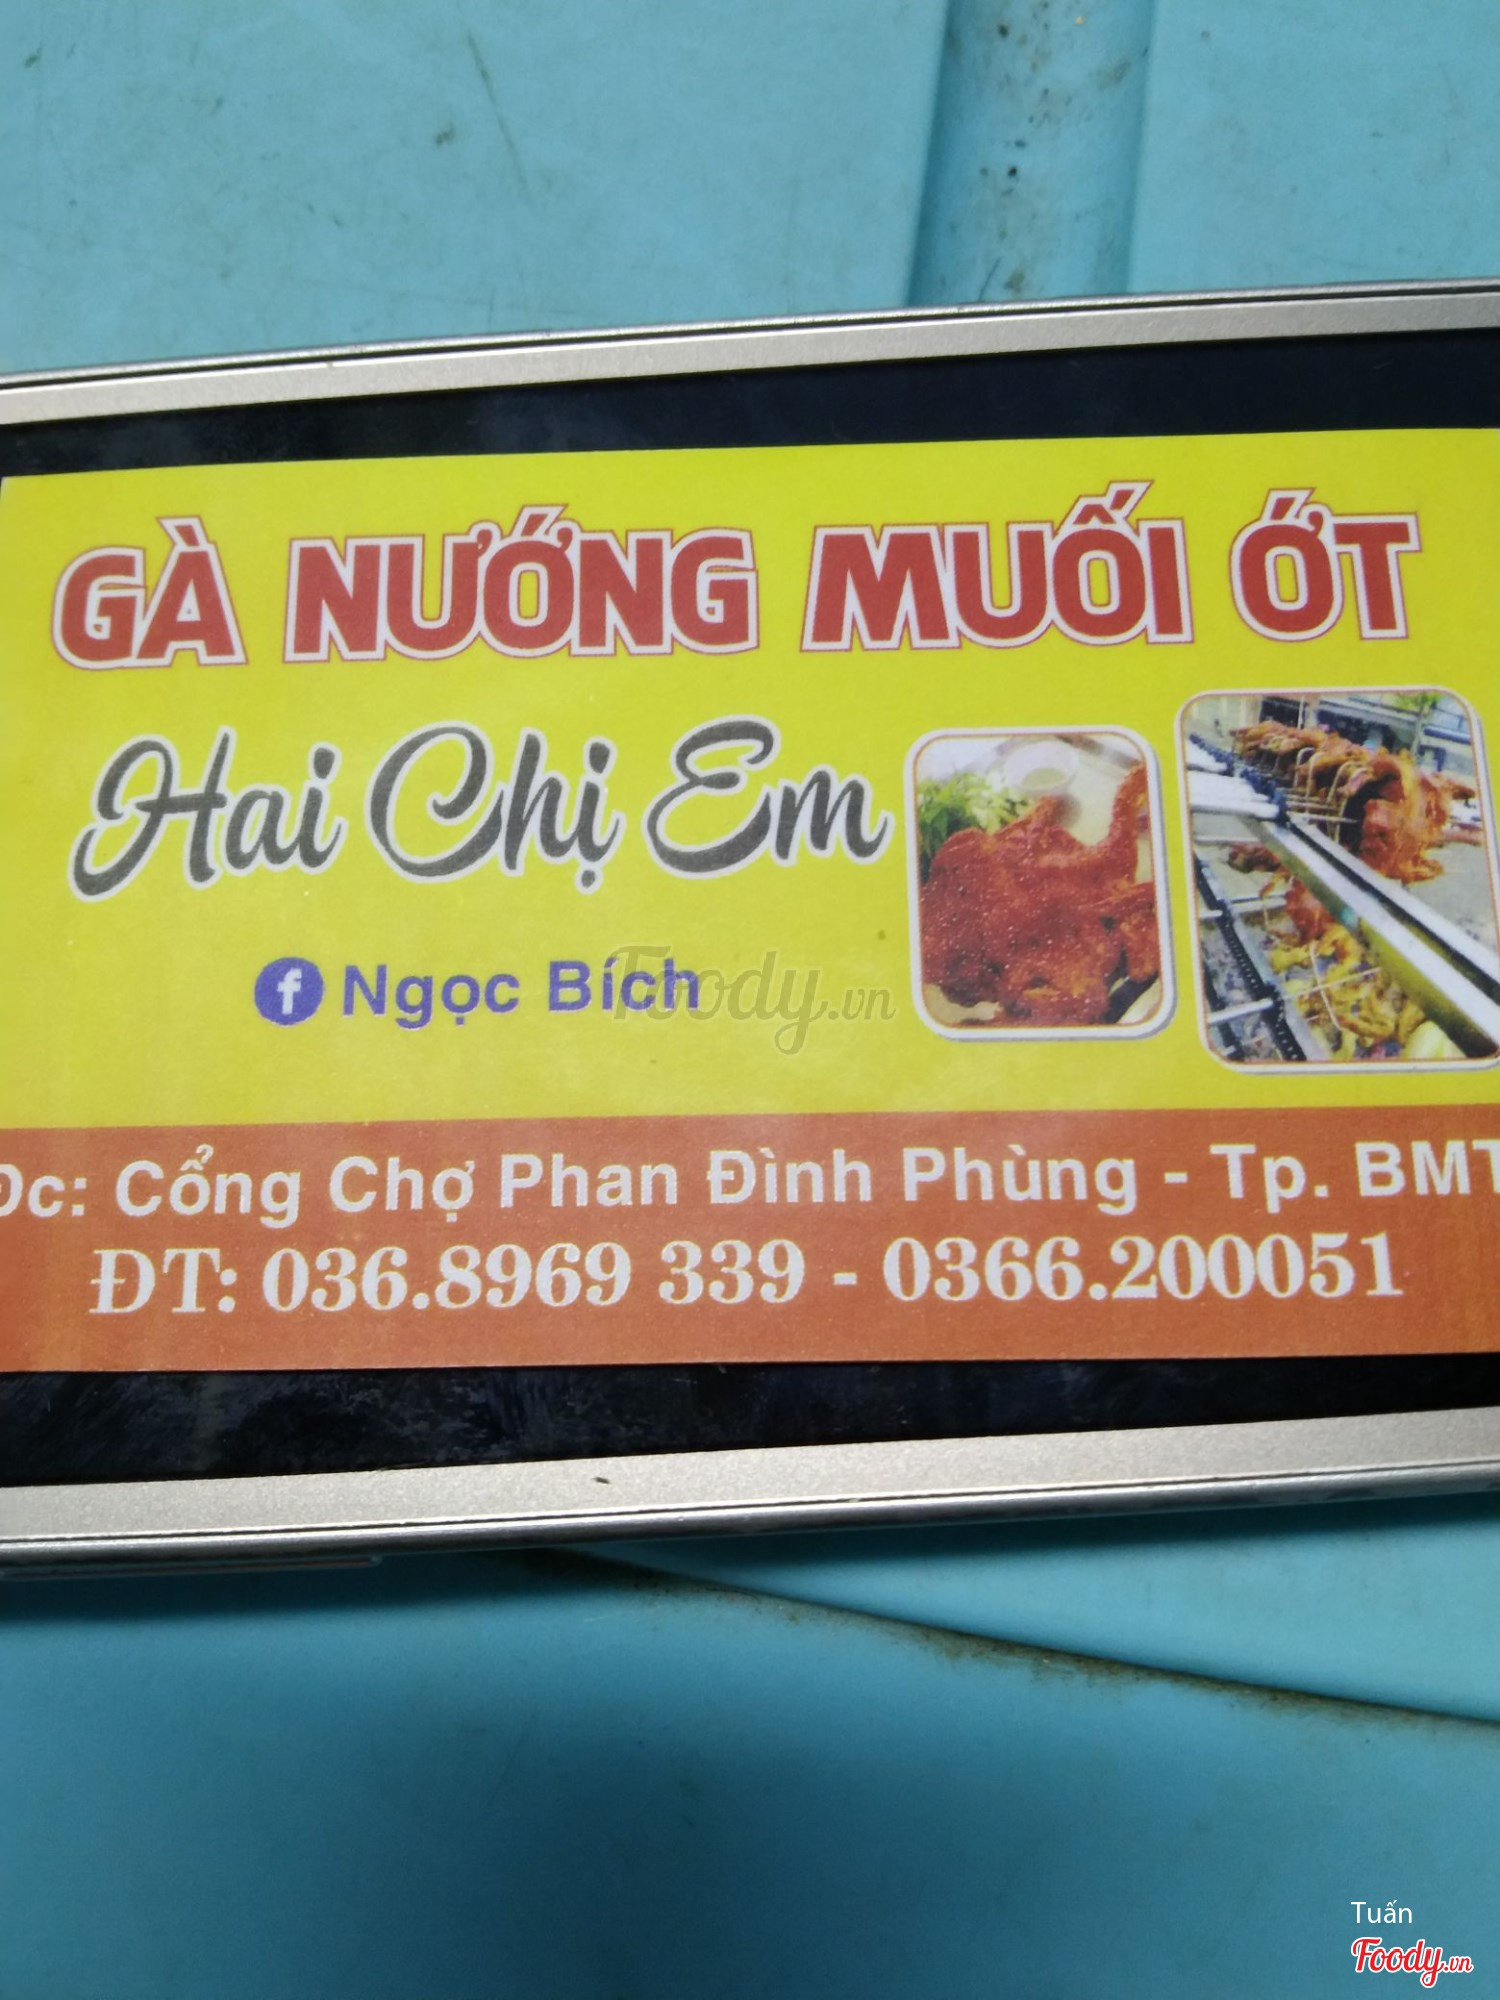 GÀ NƯỚNG MUỐI ỚT
Hai Chị Em
f Ngọc Bích
Foody.vn
Đc: Cổng Chợ Phan Đình Phùng - Tp. BMT
ĐT: 036.8969 339 - 0366.200051
Tuấn
Foody.vn